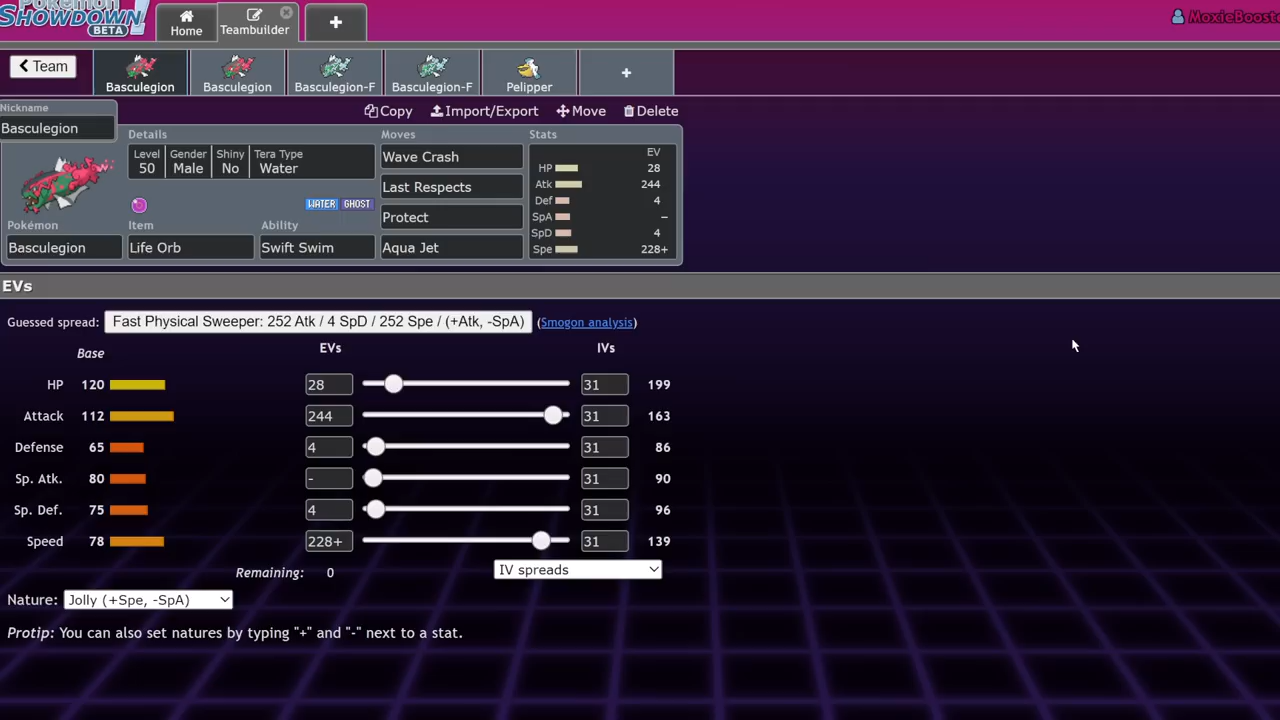 Pokémon
SHOWDOWN!
BETA
Home
Teambuilder
+
MoxieBoost
Team
Basculegion
Basculegion
Basculegion-F
Basculegion-F
Pelipper
+
Nickname
Basculegion
Copy Import/Export Move Delete
Details
Level Gender Shiny Tera Type
50 Male No Water
WATER GHOST
Pokémon Item Ability
Basculegion Life Orb Swift Swim
Moves
Wave Crash
Last Respects
Protect
Aqua Jet
Stats
EV
HP 28
Atk 244
Def 4
SpA –
SpD 4
Spe 228+
EVs
Guessed spread: Fast Physical Sweeper: 252 Atk / 4 SpD / 252 Spe / (+Atk, -SpA) (Smogon analysis)
Base EVs IVs
HP 120 28 31 199
Attack 112 244 31 163
Defense 65 4 31 86
Sp. Atk. 80 - 31 90
Sp. Def. 75 4 31 96
Speed 78 228+ 31 139
Remaining: 0 IV spreads
Nature: Jolly (+Spe, -SpA)
Protip: You can also set natures by typing "+" and "-" next to a stat.